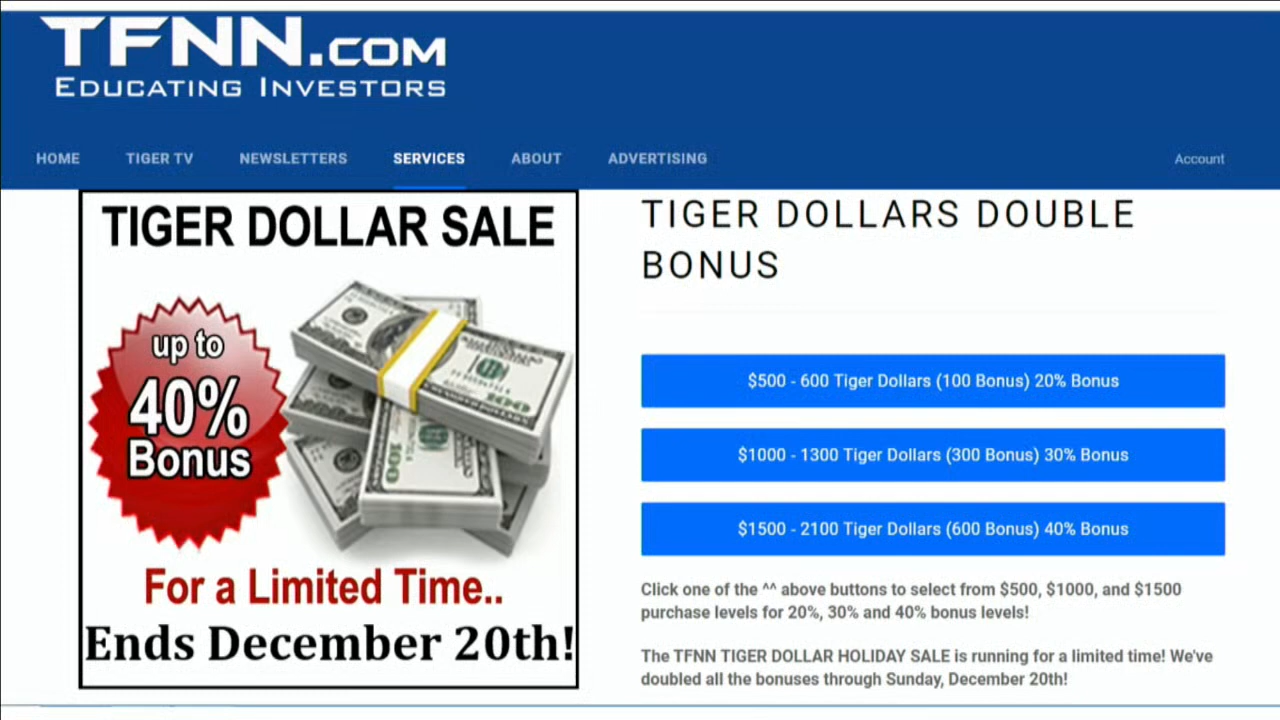 TFNN.COM
EDUCATING INVESTORS
HOME TIGER TV NEWSLETTERS SERVICES ABOUT ADVERTISING Account
TIGER DOLLAR SALE
up to
40%
Bonus
100
100
For a Limited Time..
Ends December 20th!
TIGER DOLLARS DOUBLE
BONUS
$500 - 600 Tiger Dollars (100 Bonus) 20% Bonus
$1000 - 1300 Tiger Dollars (300 Bonus) 30% Bonus
$1500 - 2100 Tiger Dollars (600 Bonus) 40% Bonus
Click one of the ^^ above buttons to select from $500, $1000, and $1500
purchase levels for 20%, 30% and 40% bonus levels!
The TFNN TIGER DOLLAR HOLIDAY SALE is running for a limited time! We've
doubled all the bonuses through Sunday, December 20th!